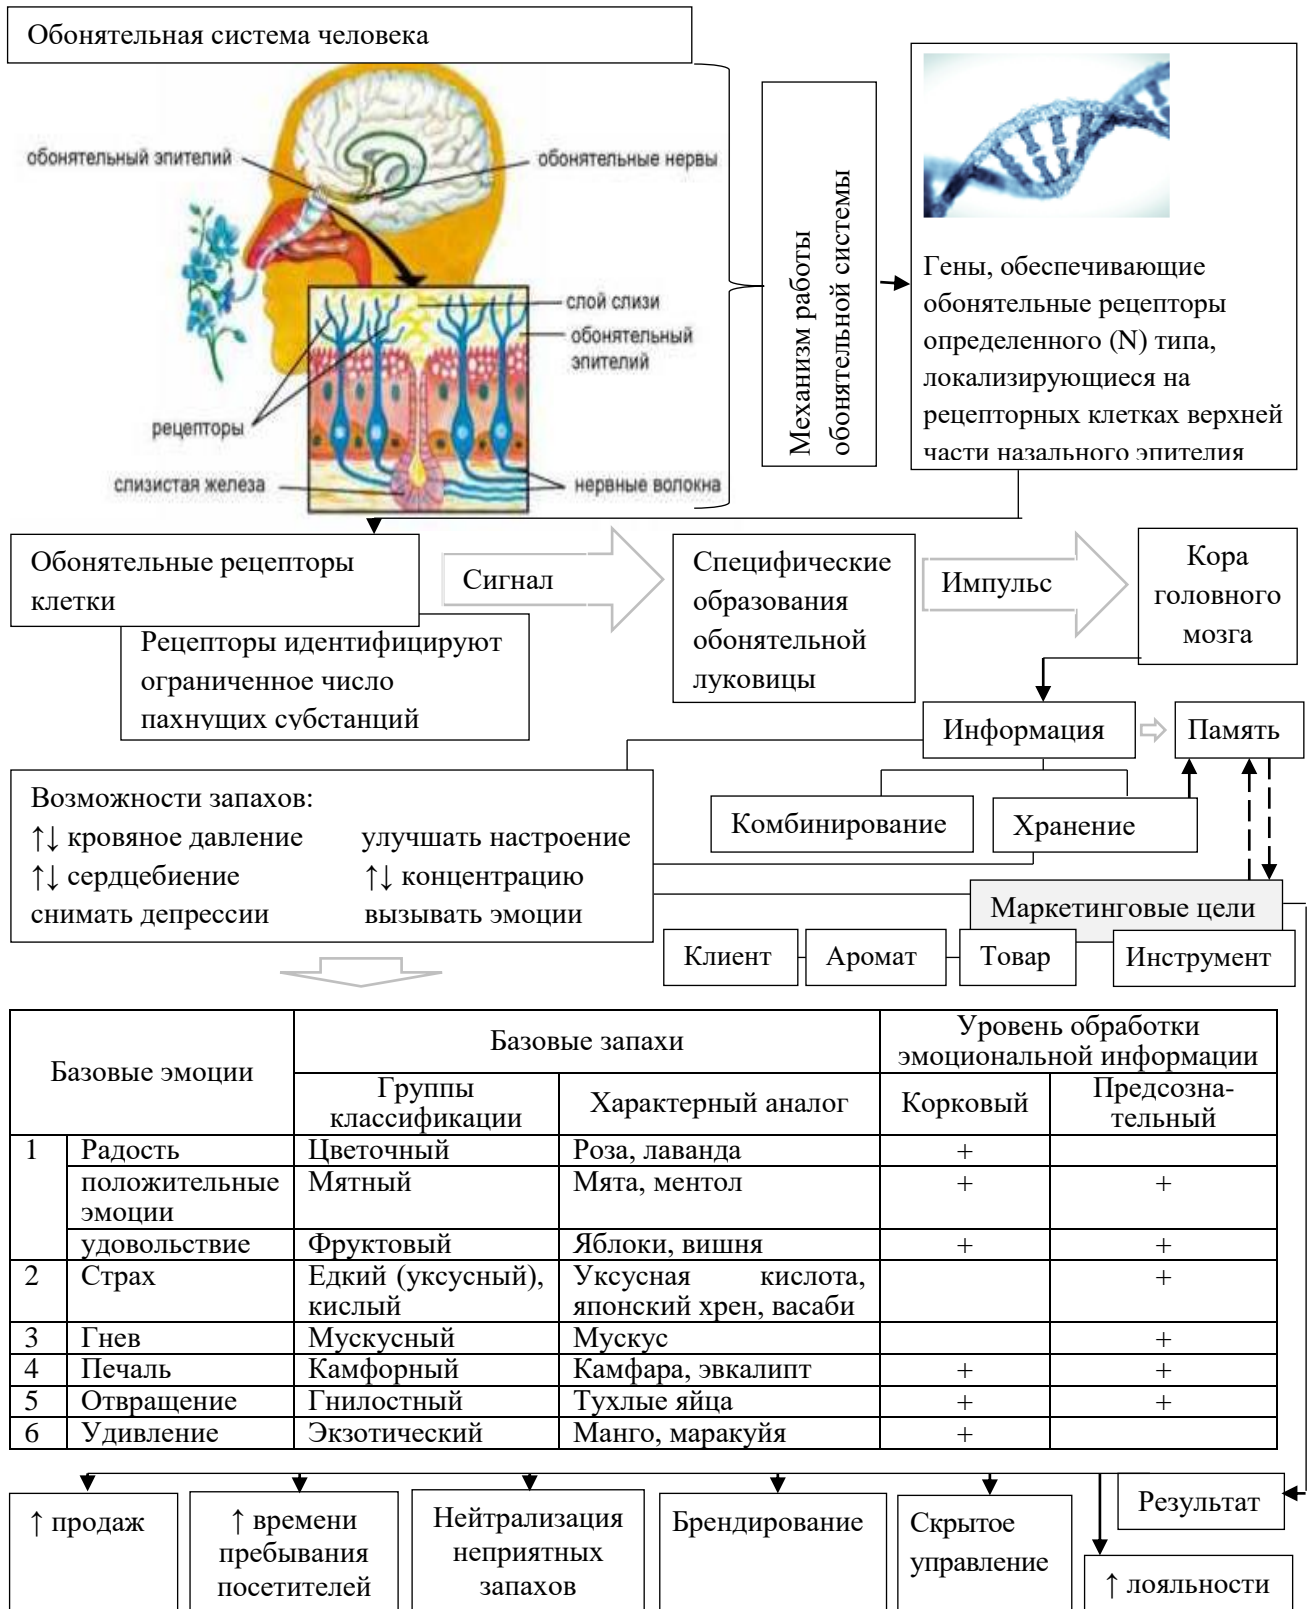 Обонятельная система человека
обонятельный эпителий
обонятельные нервы
слой слизи
обонятельный
эпителий
рецепторы
слизистая железа
нервные волокна
Механизм работы
обонятельной системы
Гены, обеспечивающие
обонятельные рецепторы
определенного (N) типа,
локализирующиеся на
рецепторных клетках верхней
части назального эпителия
Обонятельные рецепторы
клетки
Сигнал
Специфические
образования
обонятельной
луковицы
Импульс
Кора
головного
мозга
Рецепторы идентифицируют
ограниченное число
пахнущих субстанций
Информация
Память
Возможности запахов:
↑↓ кровяное давление улучшать настроение
↑↓ сердцебиение ↑↓ концентрацию
снимать депрессии вызывать эмоции
Комбинирование
Хранение
Маркетинговые цели
Клиент
Аромат
Товар
Инструмент
Базовые эмоции
Базовые запахи
Уровень обработки
эмоциональной информации
Группы
классификации
Характерный аналог
Корковый
Предсозна-
тельный
1 Радость Цветочный Роза, лаванда +
положительные Мятный Мята, ментол + +
эмоции
удовольствие Фруктовый Яблоки, вишня + +
2 Страх Едкий (уксусный), Уксусная кислота, +
кислый японский хрен, васаби
3 Гнев Мускусный Мускус +
4 Печаль Камфорный Камфара, эвкалипт + +
5 Отвращение Гнилостный Тухлые яйца + +
6 Удивление Экзотический Манго, маракуйя +
Результат
↑ продаж
↑ времени
пребывания
посетителей
Нейтрализация
неприятных
запахов
Брендирование
Скрытое
управление
↑ лояльности